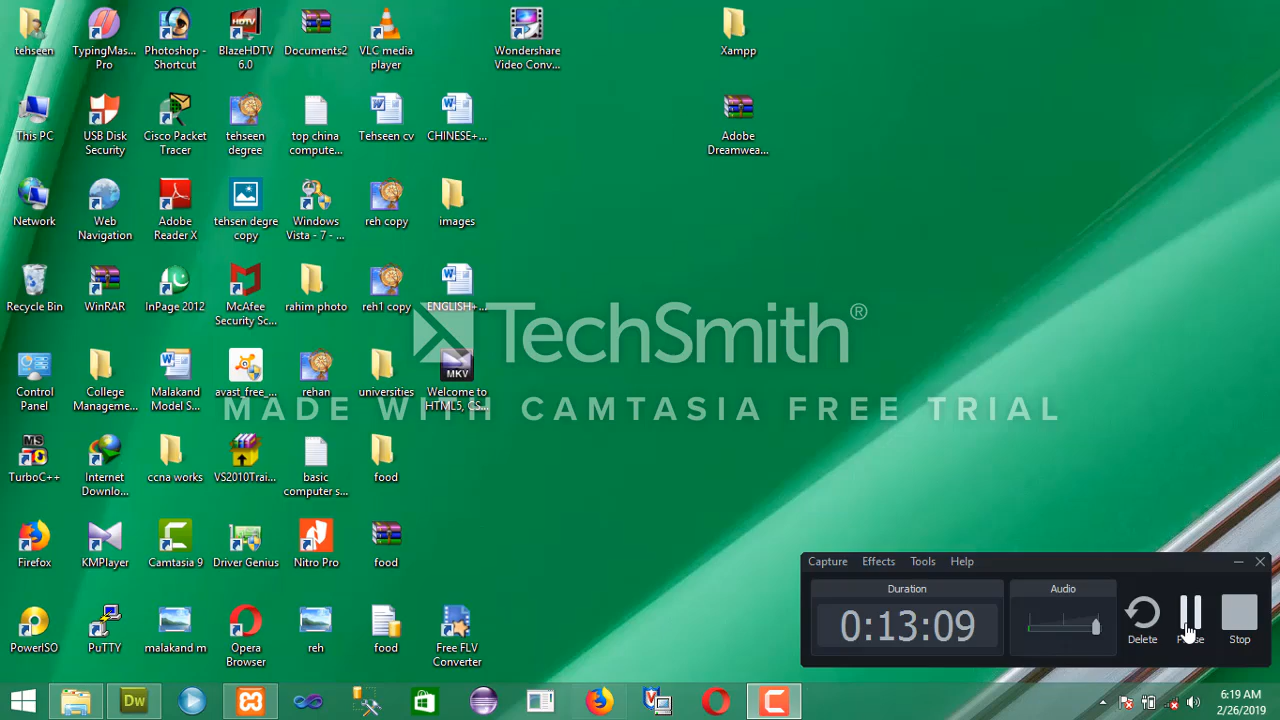 tehseen
TypingMas...
Pro
Photoshop -
Shortcut
BlazeHDTV
6.0
Documents2
VLC media
player
Wondershare
Video Conv...
Xampp
This PC
USB Disk
Security
Cisco Packet
Tracer
tehseen
degree
top china
compute...
Tehseen cv
CHINESE+...
Adobe
Dreamwea...
Network
Web
Navigation
Adobe
Reader X
tehsen degre
copy
Windows
Vista - 7 - ...
reh copy
images
Recycle Bin
WinRAR
InPage 2012
McAfee
Security Sc...
rahim photo
reh1 copy
ENGLISH+...
TechSmith®
MADE WITH CAMTASIA FREE TRIAL
Control
Panel
College
Manageme...
Malakand
Model S...
avast_free_...
rehan
universities
MKV
Welcome to
HTML5, CS...
MS
TurboC++
Internet
Downlo...
ccna works
VS2010Trai...
basic
computer s...
food
Firefox
KMPlayer
Camtasia 9
Driver Genius
Nitro Pro
food
PowerISO
PuTTY
malakand m
Opera
Browser
reh
food
Free FLV
Converter
Capture Effects Tools Help
Duration
0:13:09
Audio
Delete
Stop
Dw
6:19 AM
2/26/2019